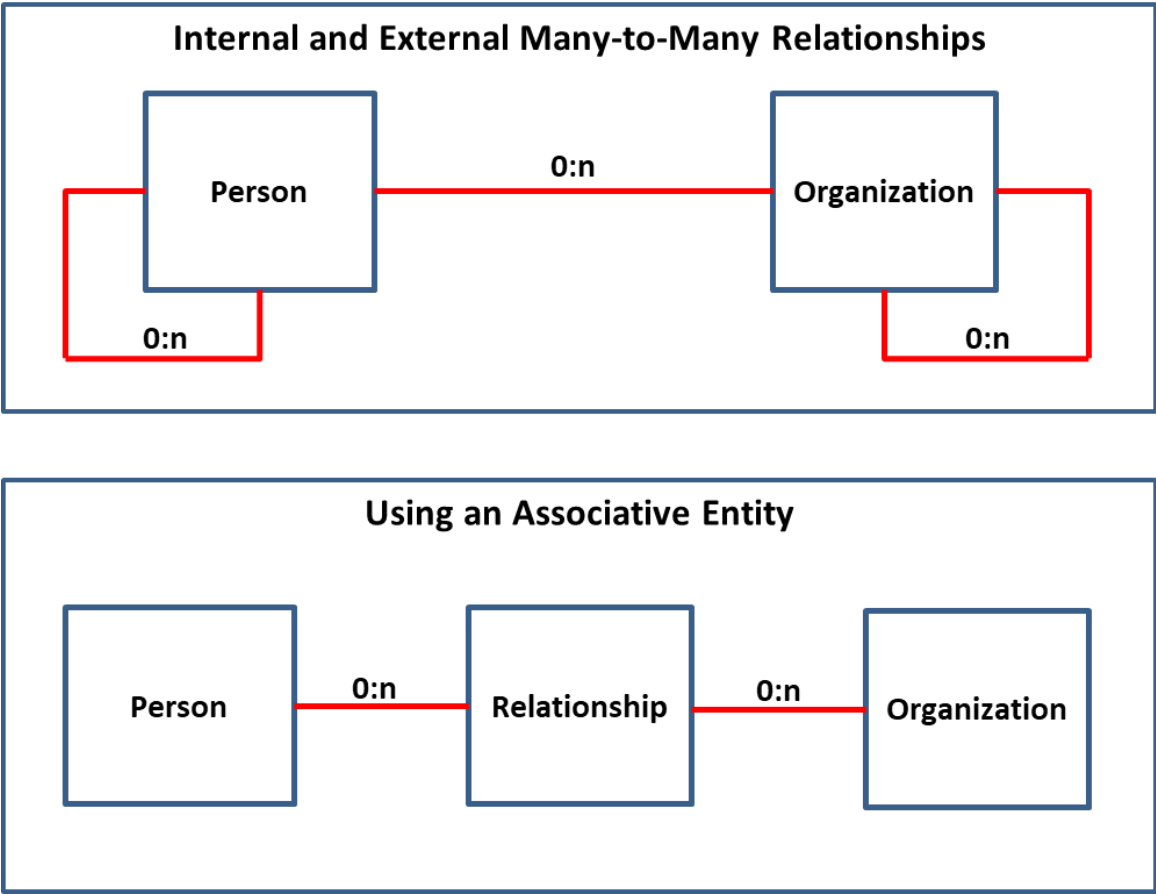 Internal and External Many-to-Many Relationships
0:n
Person
Organization
0:n
0:n
Using an Associative Entity
0:n
0:n
Person
Relationship
Organization